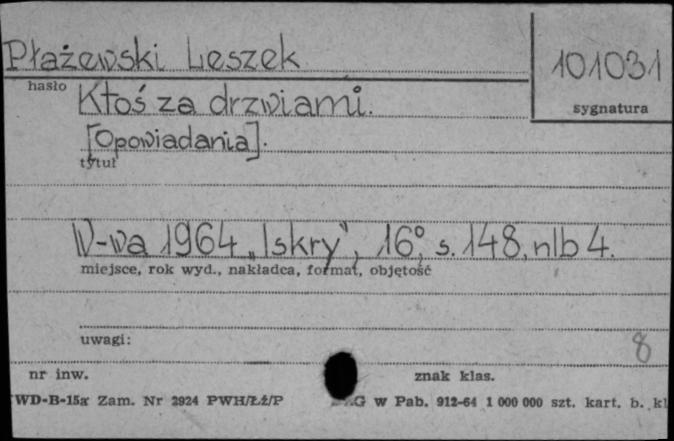 Płażewski Leszek
101031
hasło
sygnatura
Ktoś za drzwiami.
[Opowiadania].
tytuł
W-wa 1964 „Iskry", 16°, s. 148, nlb 4.
miejsce, rok wyd., nakładca, format, objętość
uwagi:
8
nr inw.
znak klas.
WD-B-15a Zam. Nr 2924 PWH/Łź/P
G w Pab. 912-64 1 000 000 szt. kart. b. kl